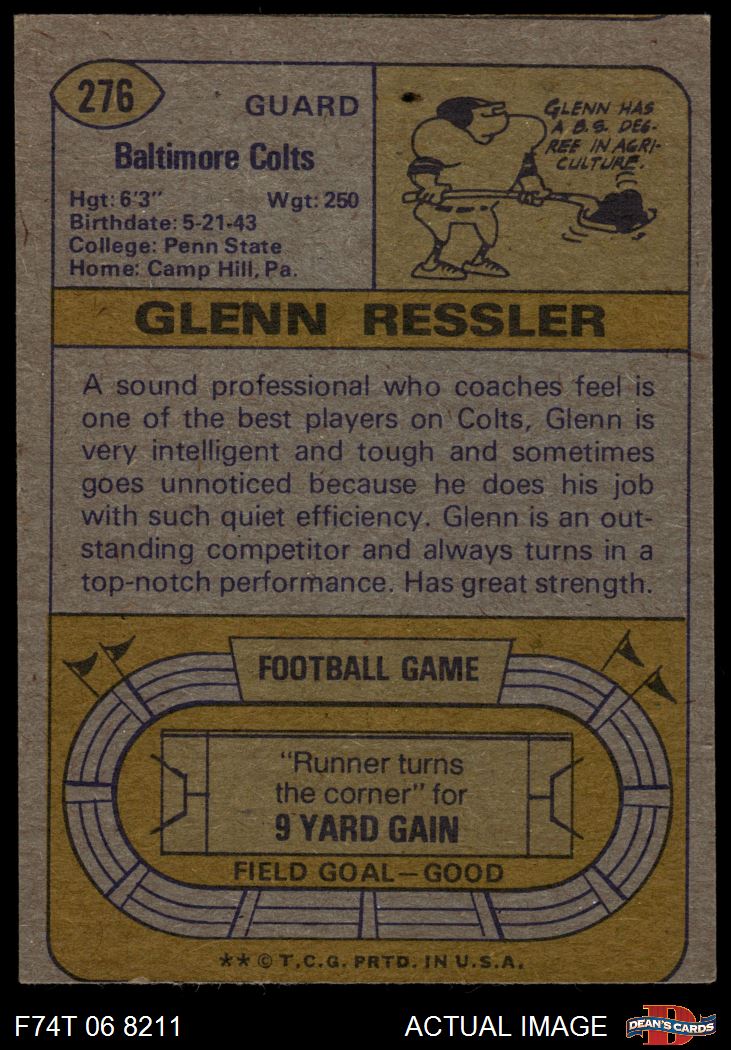 276
GUARD
Baltimore Colts
Hgt: 6'3" Wgt: 250
Birthdate: 5-21-43
College: Penn State
Home: Camp Hill, Pa.
GLENN HAS
A B.S. DEG-
REE IN AGRI-
CULTURE.
GLENN RESSLER
A sound professional who coaches feel is
one of the best players on Colts, Glenn is
very intelligent and tough and sometimes
goes unnoticed because he does his job
with such quiet efficiency. Glenn is an out-
standing competitor and always turns in a
top-notch performance. Has great strength.
FOOTBALL GAME
"Runner turns
the corner" for
9 YARD GAIN
FIELD GOAL—GOOD
** © T.C.G. PRTD. IN U.S.A.
F74T 06 8211 ACTUAL IMAGE
DEAN'S CARDS